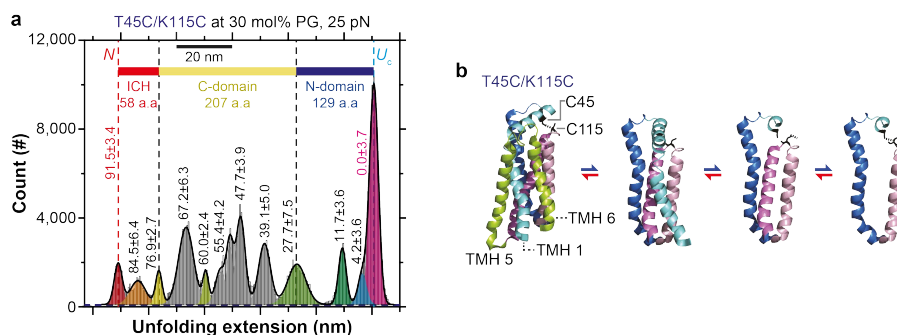 a
T45C/K115C at 30 mol% PG, 25 pN
12,000
8,000
4,000
0
Count (#)
N
20 nm
U_c
ICH
58 a.a
C-domain
207 a.a
N-domain
129 a.a
91.5±3.4
84.5±6.4
76.9±2.7
67.2±6.3
60.0±2.4
55.4±4.2
47.7±3.9
39.1±5.0
27.7±7.5
11.7±3.6
4.2±3.6
0.0±3.7
Unfolding extension (nm)
b
T45C/K115C
C45
C115
TMH 6
TMH 1
TMH 5